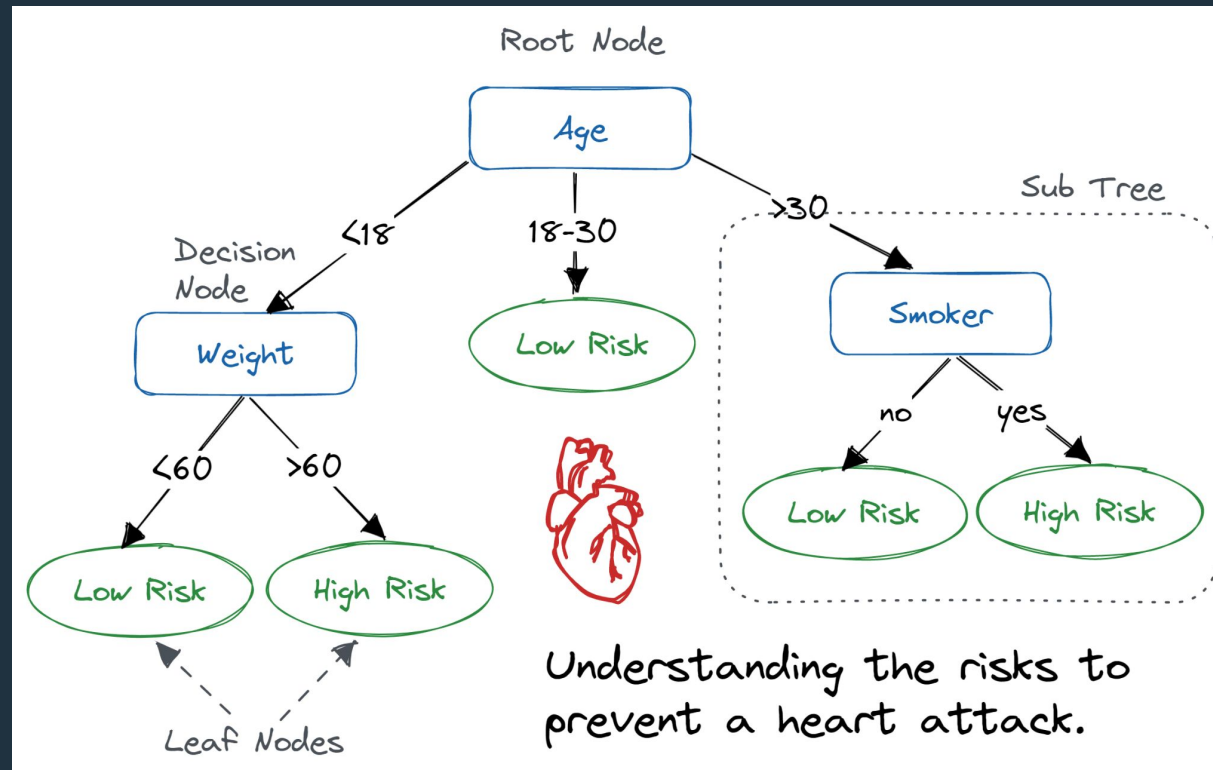 Root Node
Age
Sub Tree
<18
18-30
>30
Decision
Node
Weight
Low Risk
Smoker
<60
>60
no
yes
Low Risk
High Risk
Low Risk
High Risk
Leaf Nodes
Understanding the risks to
prevent a heart attack.